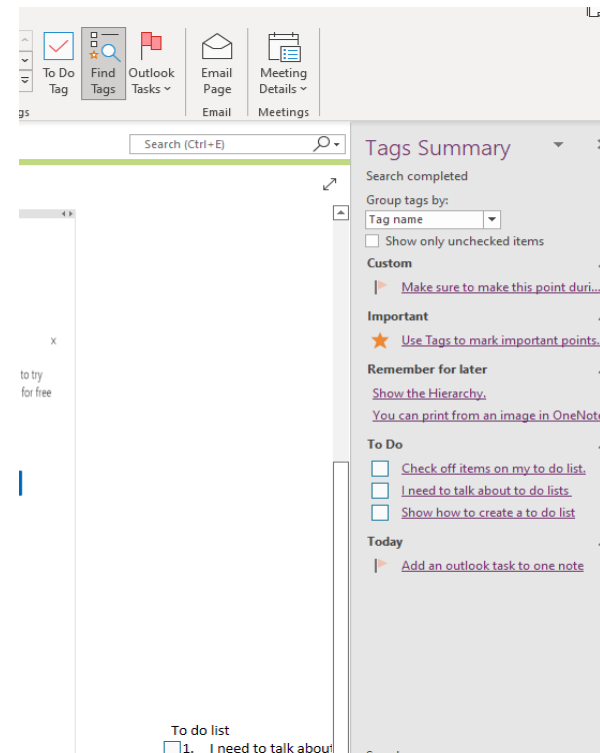 To Do Find Outlook Email Meeting
Tag Tags Tasks Page Details
gs Email Meetings
Search (Ctrl+E)
Tags Summary
Search completed
Group tags by:
Tag name
Show only unchecked items
Custom
Make sure to make this point duri...
Important
Use Tags to mark important points.
Remember for later
Show the Hierarchy.
You can print from an image in OneNote
To Do
Check off items on my to do list.
I need to talk about to do lists
Show how to create a to do list
Today
Add an outlook task to one note
x
to try
for free
To do list
1. I need to talk about